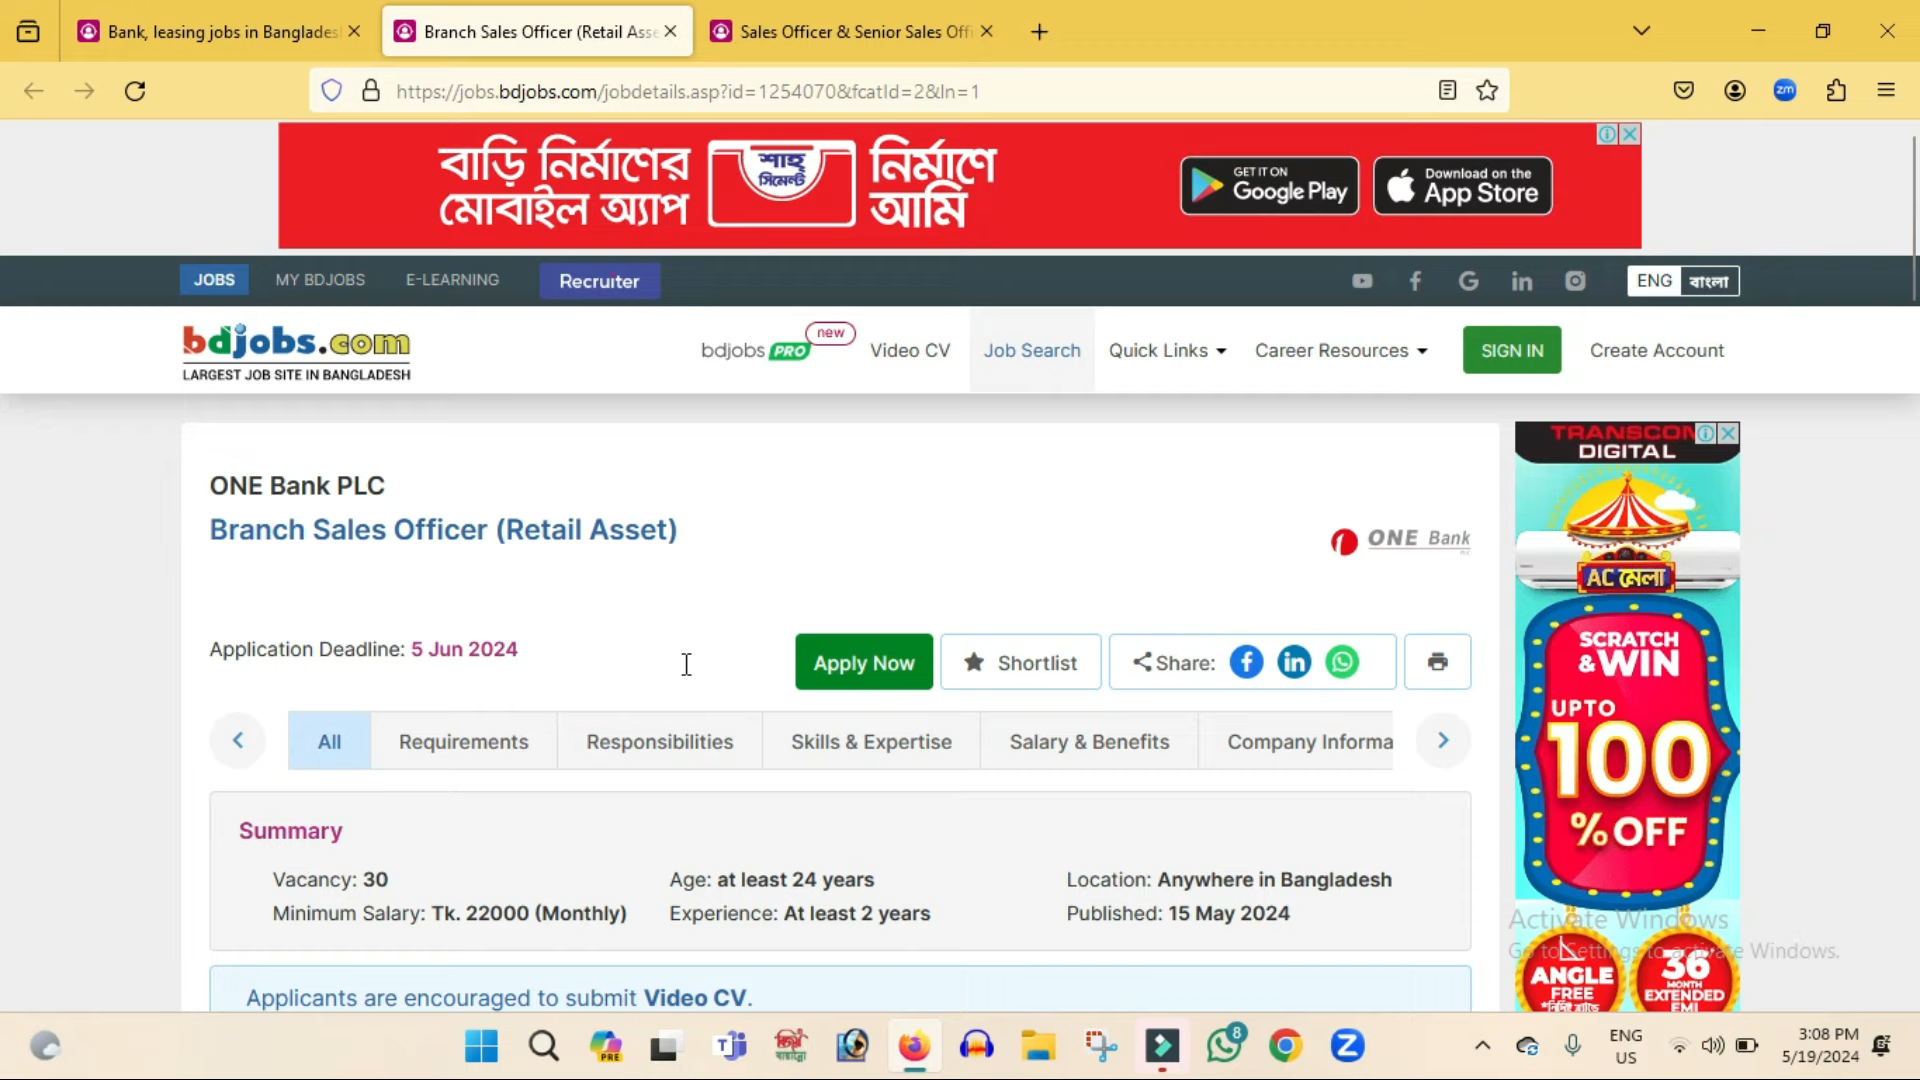 Bank, leasing jobs in Banglades
Branch Sales Officer (Retail Asse
Sales Officer & Senior Sales Offi
https://jobs.bdjobs.com/jobdetails.asp?id=1254070&fcatId=2&ln=1
zm
বাড়ি নির্মাণের
মোবাইল অ্যাপ
শাহ্
সিমেন্ট
নির্মাণে
আমি
GET IT ON
Google Play
Download on the
App Store
JOBS
MY BDJOBS
E-LEARNING
Recruiter
ENG
বাংলা
bdjobs.com
LARGEST JOB SITE IN BANGLADESH
bdjobs PRO
new
Video CV
Job Search
Quick Links
Career Resources
SIGN IN
Create Account
ONE Bank PLC
Branch Sales Officer (Retail Asset)
ONE Bank
PLC
Application Deadline: 5 Jun 2024
Apply Now
Shortlist
Share:
All
Requirements
Responsibilities
Skills & Expertise
Salary & Benefits
Company Informa
Summary
Vacancy: 30
Age: at least 24 years
Location: Anywhere in Bangladesh
Minimum Salary: Tk. 22000 (Monthly)
Experience: At least 2 years
Published: 15 May 2024
Applicants are encouraged to submit Video CV.
TRANSCOM
DIGITAL
AC মেলা
SCRATCH
& WIN
UPTO
100
% OFF
ANGLE
FREE
36
MONTH
EXTENDED
EMI
Activate Windows
Go to Settings to activate Windows.
PRE
8
ENG
US
3:08 PM
5/19/2024